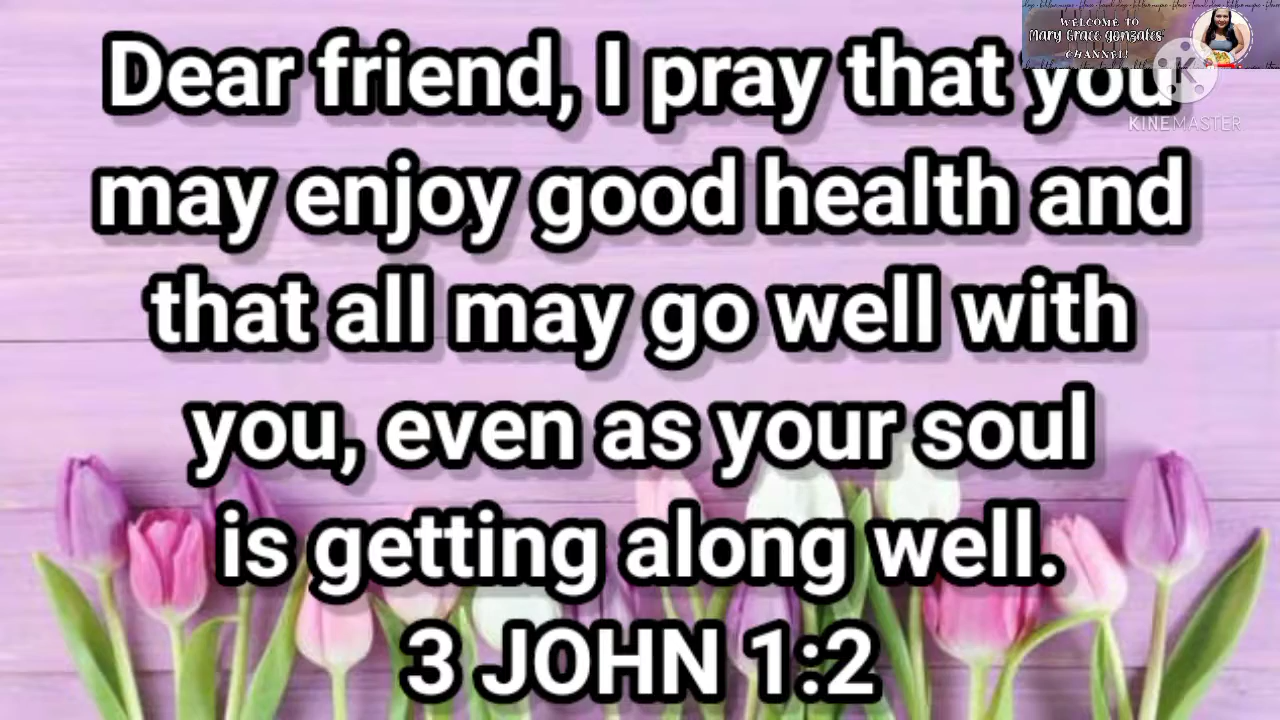 WELCOME TO
Mary Grace Gonzales'
CHANNEL!
Dear friend, I pray that you
KINEMASTER
may enjoy good health and
that all may go well with
you, even as your soul
is getting along well.
3 JOHN 1:2